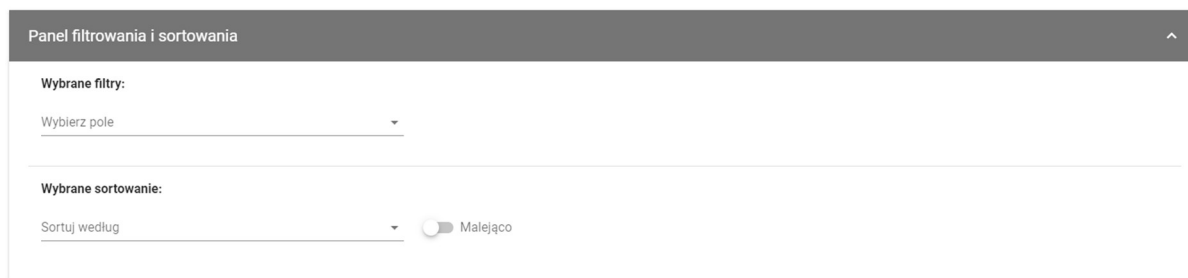 Panel filtrowania i sortowania
Wybrane filtry:
Wybierz pole
Wybrane sortowanie:
Sortuj według
Malejąco